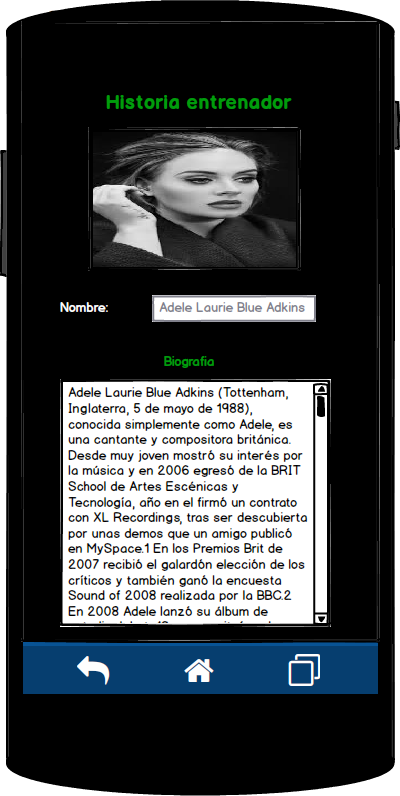 Historia entrenador
Nombre:
Adele Laurie Blue Adkins
Biografia
Adele Laurie Blue Adkins (Tottenham,
Inglaterra, 5 de mayo de 1988),
conocida simplemente como Adele, es
una cantante y compositora británica.
Desde muy joven mostró su interés por
la música y en 2006 egresó de la BRIT
School de Artes Escénicas y
Tecnología, año en el firmó un contrato
con XL Recordings, tras ser descubierta
por unas demos que un amigo publicó
en MySpace.1 En los Premios Brit de
2007 recibió el galardón elección de los
críticos y también ganó la encuesta
Sound of 2008 realizada por la BBC.2
En 2008 Adele lanzó su álbum de